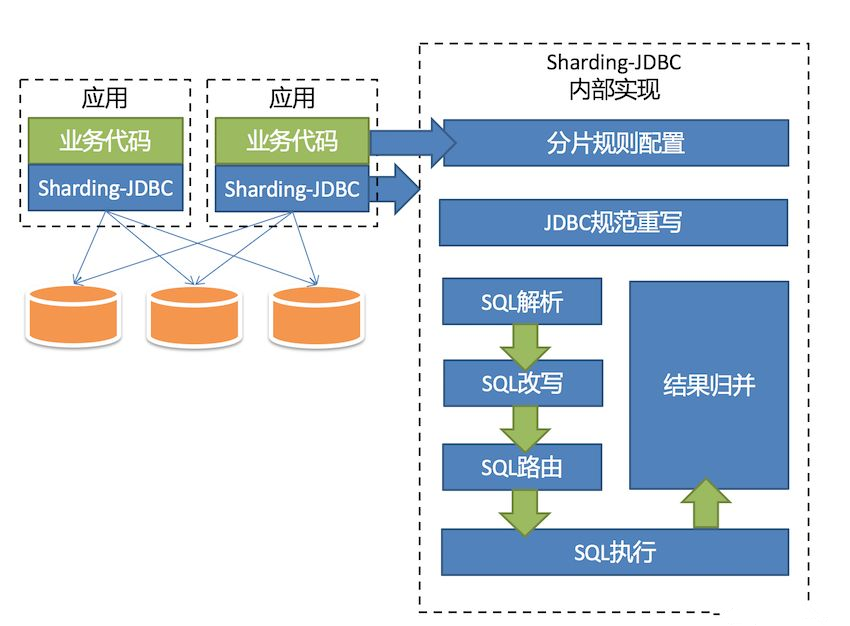 应用
业务代码
Sharding-JDBC
应用
业务代码
Sharding-JDBC
Sharding-JDBC
内部实现
分片规则配置
JDBC规范重写
SQL解析
SQL改写
SQL路由
结果归并
SQL执行